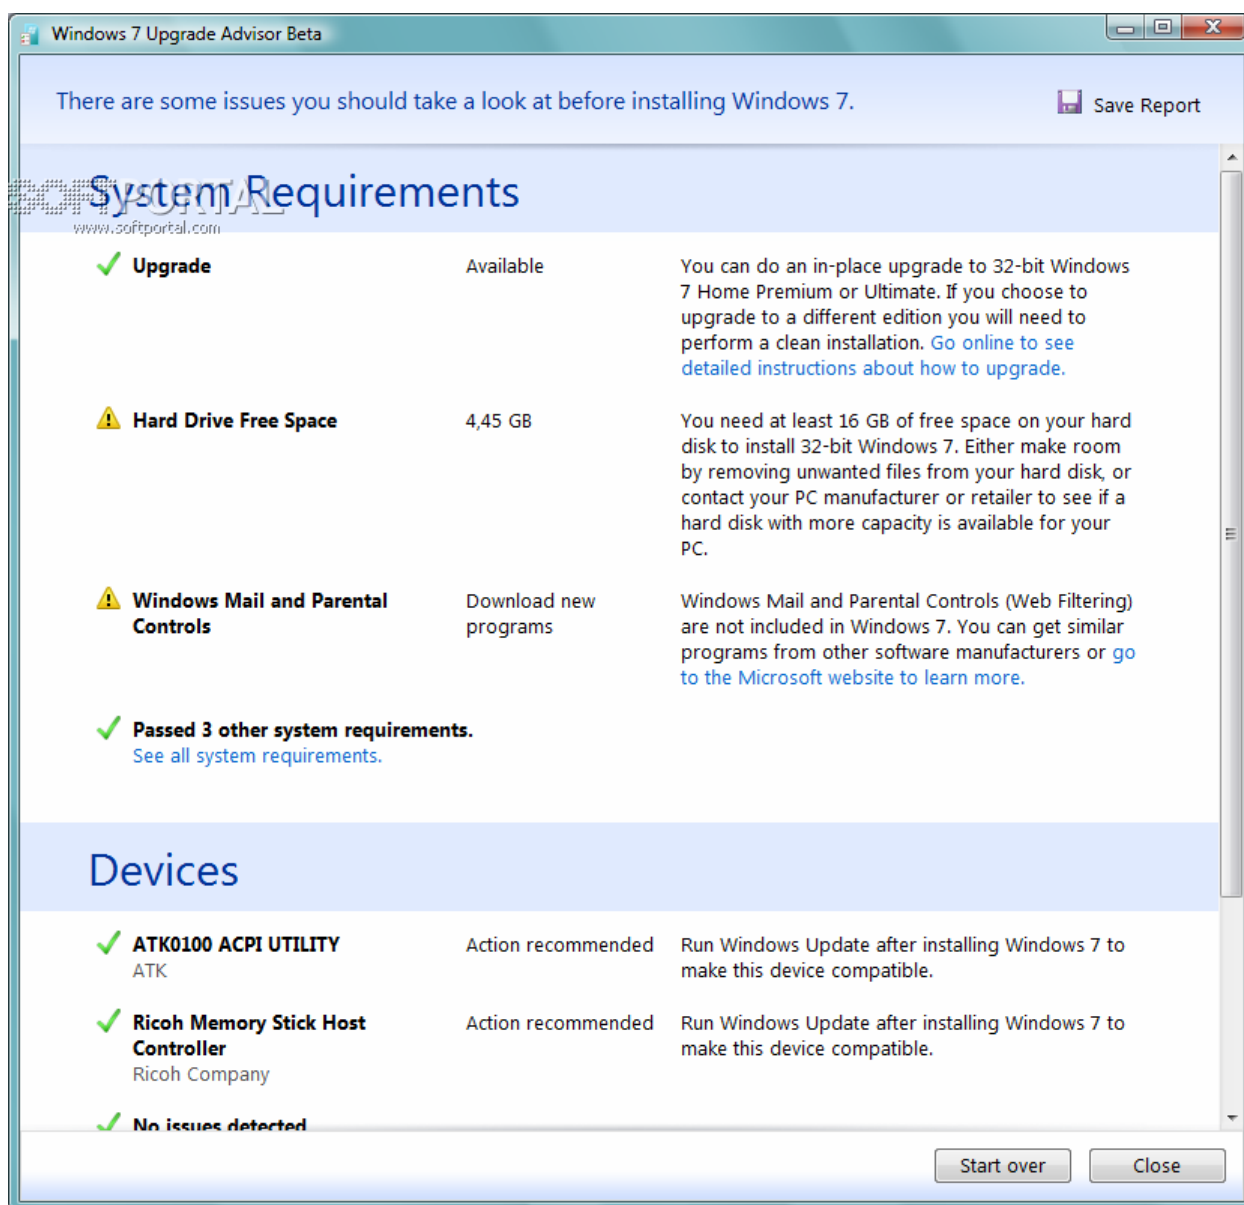 Windows 7 Upgrade Advisor Beta
There are some issues you should take a look at before installing Windows 7.
Save Report
System Requirements
SOFTPORTAL
www.softportal.com
Upgrade
Available
You can do an in-place upgrade to 32-bit Windows
7 Home Premium or Ultimate. If you choose to
upgrade to a different edition you will need to
perform a clean installation. Go online to see
detailed instructions about how to upgrade.
Hard Drive Free Space
4,45 GB
You need at least 16 GB of free space on your hard
disk to install 32-bit Windows 7. Either make room
by removing unwanted files from your hard disk, or
contact your PC manufacturer or retailer to see if a
hard disk with more capacity is available for your
PC.
Windows Mail and Parental
Controls
Download new
programs
Windows Mail and Parental Controls (Web Filtering)
are not included in Windows 7. You can get similar
programs from other software manufacturers or go
to the Microsoft website to learn more.
Passed 3 other system requirements.
See all system requirements.
Devices
ATK0100 ACPI UTILITY
ATK
Action recommended
Run Windows Update after installing Windows 7 to
make this device compatible.
Ricoh Memory Stick Host
Controller
Ricoh Company
Action recommended
Run Windows Update after installing Windows 7 to
make this device compatible.
No issues detected
Start over
Close